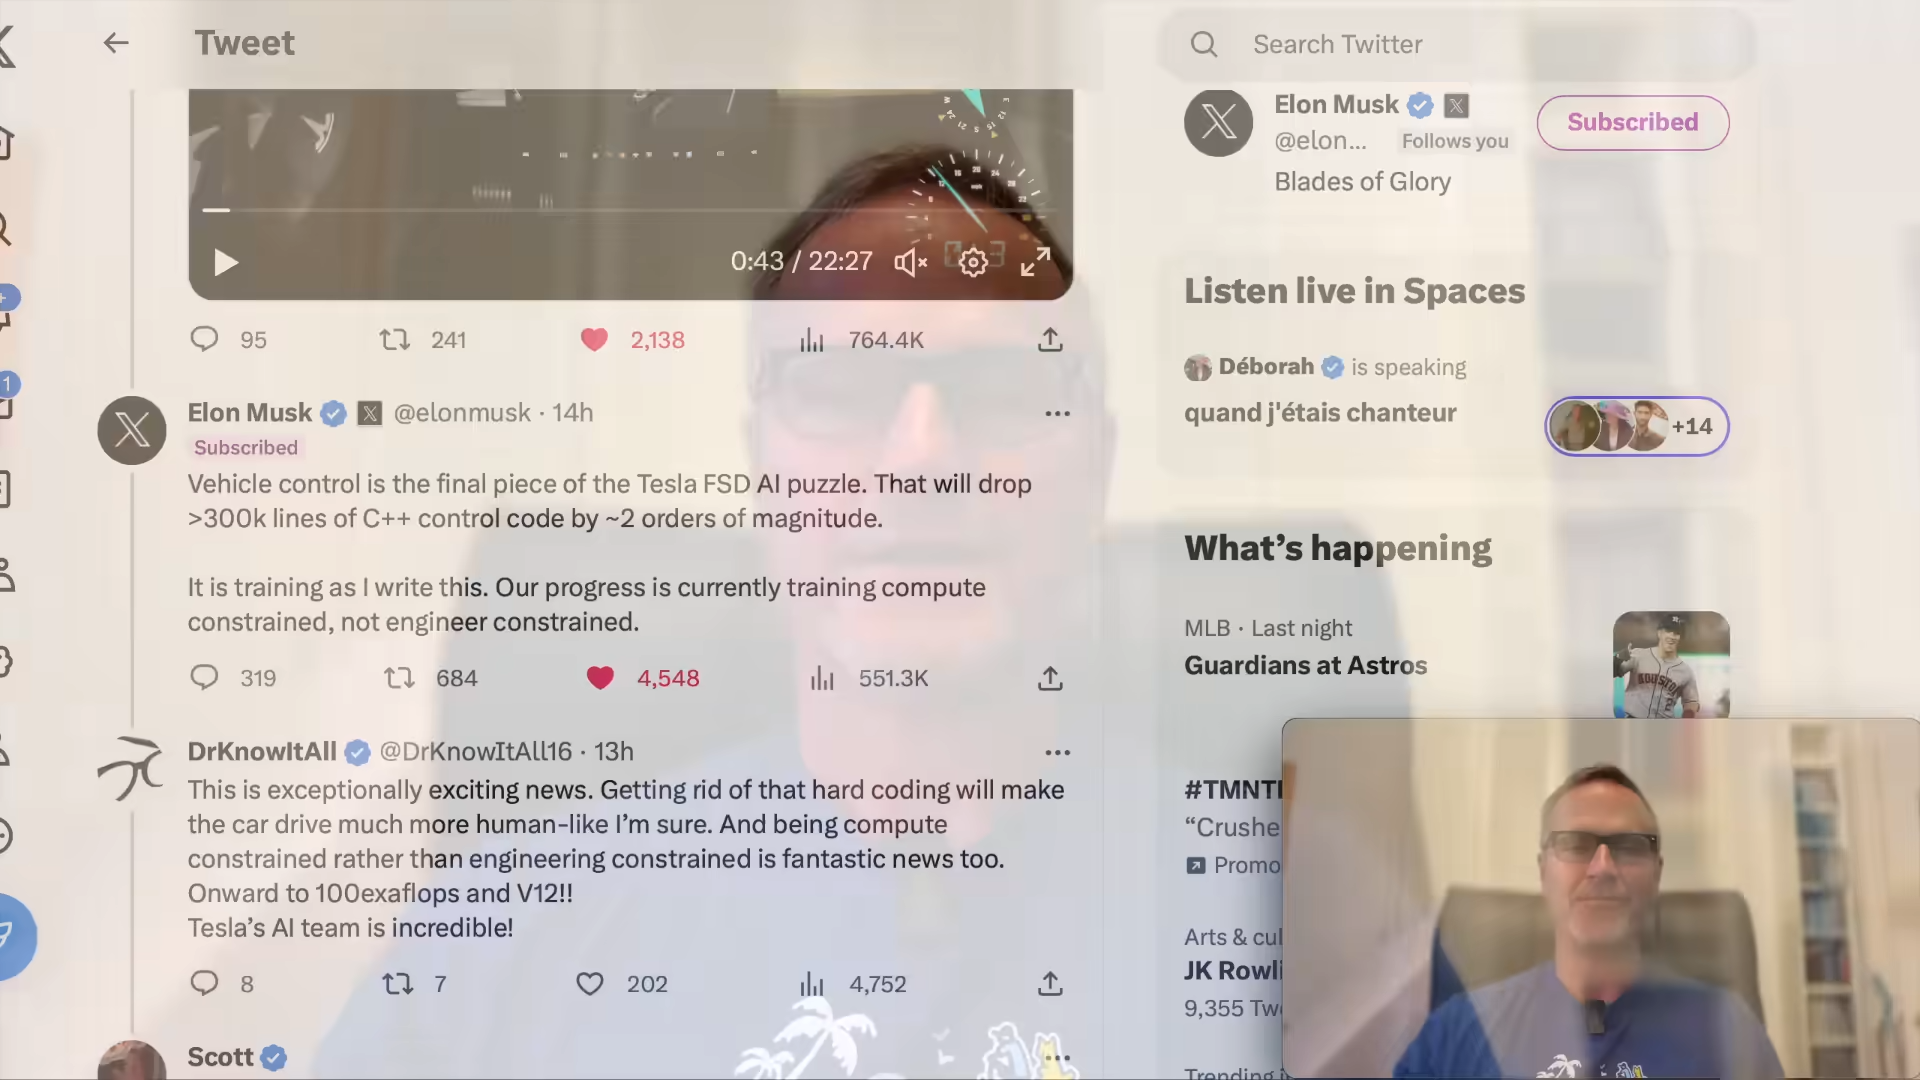 Tweet
Search Twitter
Elon Musk
@elon...
Follows you
Subscribed
Blades of Glory
0:43 / 22:27
95
241
2,138
764.4K
Listen live in Spaces
Déborah is speaking
quand j'étais chanteur
+14
Elon Musk @elonmusk · 14h
Subscribed
Vehicle control is the final piece of the Tesla FSD AI puzzle. That will drop
>300k lines of C++ control code by ~2 orders of magnitude.
It is training as I write this. Our progress is currently training compute
constrained, not engineer constrained.
319
684
4,548
551.3K
What's happening
MLB · Last night
Guardians at Astros
DrKnowItAll @DrKnowItAll16 · 13h
This is exceptionally exciting news. Getting rid of that hard coding will make
the car drive much more human-like I'm sure. And being compute
constrained rather than engineering constrained is fantastic news too.
Onward to 100exaflops and V12!!
Tesla's AI team is incredible!
8
7
202
4,752
#TMNT
"Crushe
Promo
Arts & cul
JK Rowli
9,355 Tw
Trending i
Scott